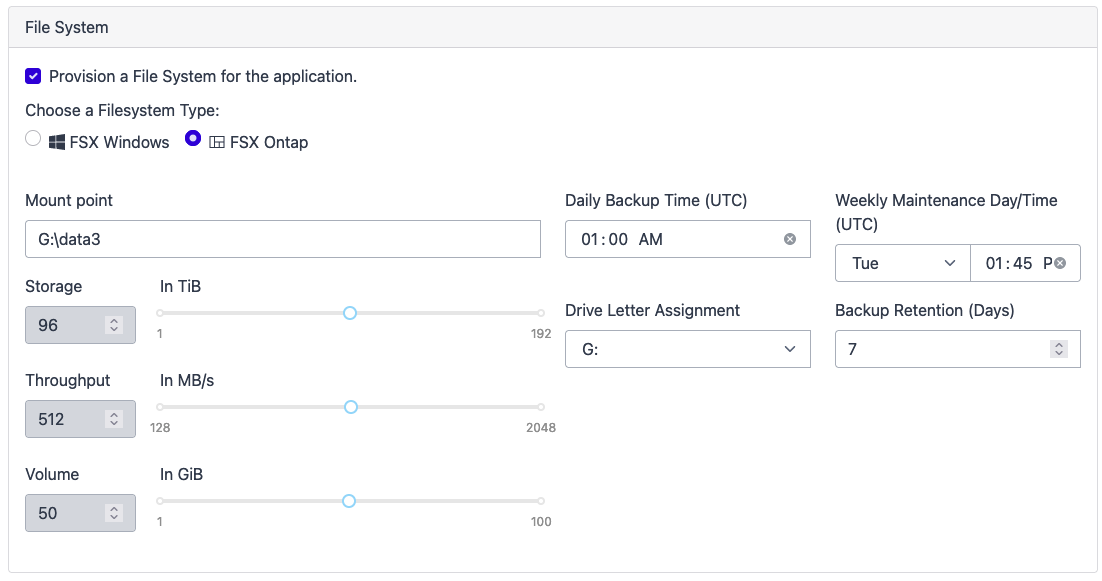 File System
Provision a File System for the application.
Choose a Filesystem Type:
FSX Windows FSX Ontap
Mount point
G:\data3
Storage In TiB
96
1 192
Throughput In MB/s
512
128 2048
Volume In GiB
50
1 100
Daily Backup Time (UTC)
01:00 AM
Weekly Maintenance Day/Time
(UTC)
Tue 01:45 P
Drive Letter Assignment
G:
Backup Retention (Days)
7